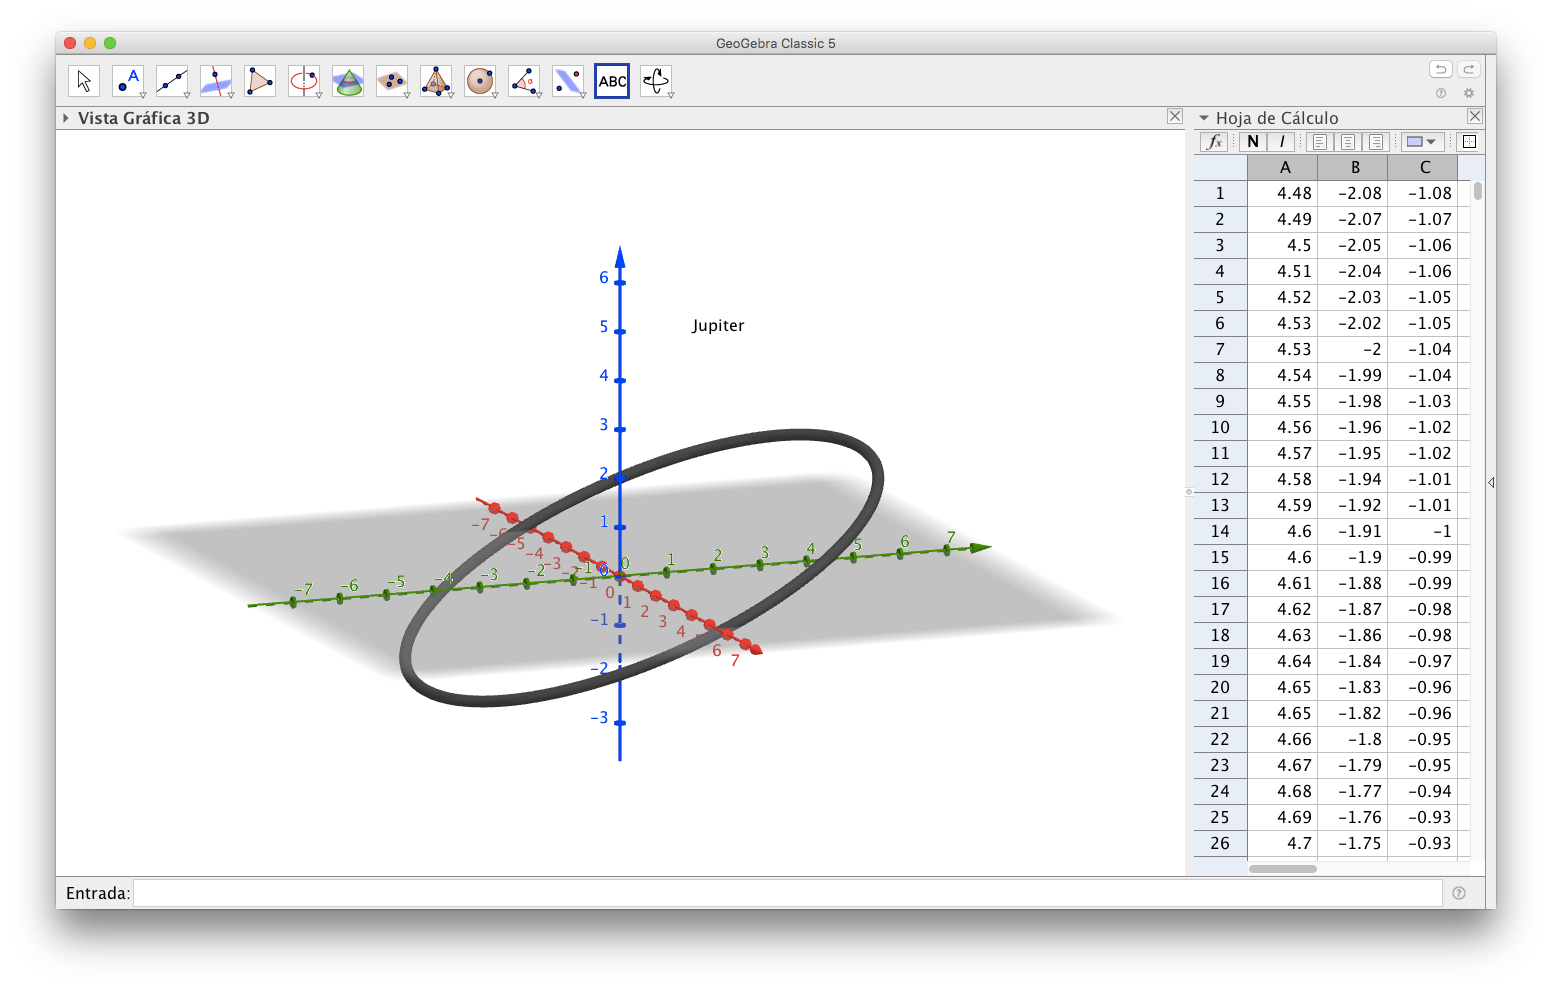 GeoGebra Classic 5
A
α
ABC
Vista Gráfica 3D
Hoja de Cálculo
fx N I
A B C
1 4.48 -2.08 -1.08
2 4.49 -2.07 -1.07
3 4.5 -2.05 -1.06
4 4.51 -2.04 -1.06
5 4.52 -2.03 -1.05
6 4.53 -2.02 -1.05
7 4.53 -2 -1.04
8 4.54 -1.99 -1.04
9 4.55 -1.98 -1.03
10 4.56 -1.96 -1.02
11 4.57 -1.95 -1.02
12 4.58 -1.94 -1.01
13 4.59 -1.92 -1.01
14 4.6 -1.91 -1
15 4.6 -1.9 -0.99
16 4.61 -1.88 -0.99
17 4.62 -1.87 -0.98
18 4.63 -1.86 -0.98
19 4.64 -1.84 -0.97
20 4.65 -1.83 -0.96
21 4.65 -1.82 -0.96
22 4.66 -1.8 -0.95
23 4.67 -1.79 -0.95
24 4.68 -1.77 -0.94
25 4.69 -1.76 -0.93
26 4.7 -1.75 -0.93
Jupiter
6
5
4
3
2
1
0
-1
-2
-3
-7 -6 -5 -4 -3 -2 -1 0 1 2 3 4 5 6 7
-7 -6 -5 -4 -3 -2 -1 0 1 2 3 4 6 7
Entrada: